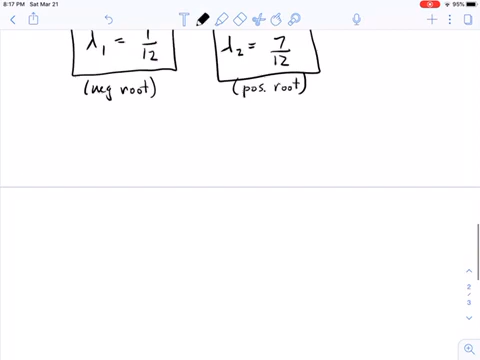 8:17 PM Sat Mar 21
95%
λ₁ = 1/12
λ₂ = 7/12
(neg root)
(pos. root)
2
/
3